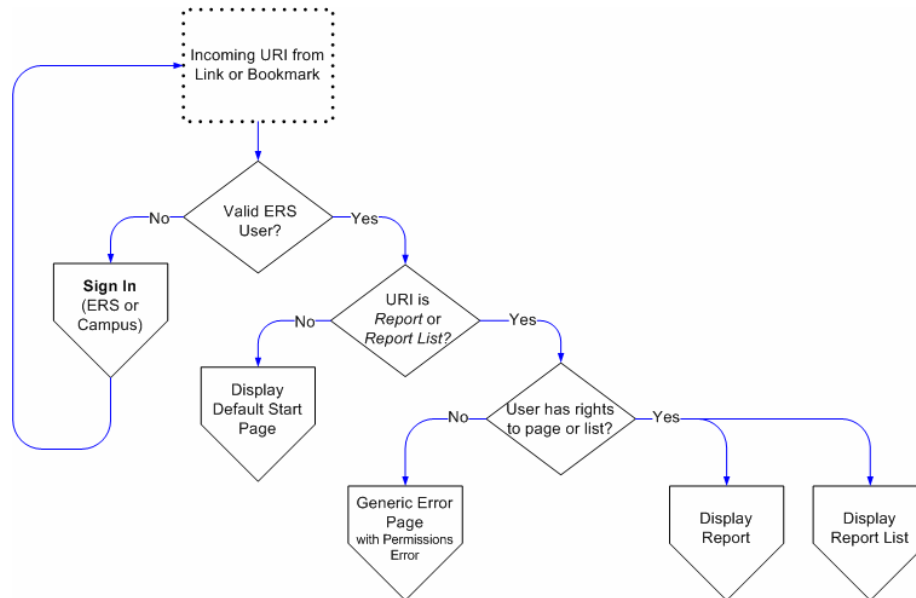 Incoming URI from
Link or Bookmark
Valid ERS
User?
No
Yes
Sign In
(ERS or
Campus)
URI is
Report or
Report List?
No
Yes
Display
Default Start
Page
User has rights
to page or list?
No
Yes
Generic Error
Page
with Permissions
Error
Display
Report
Display
Report List